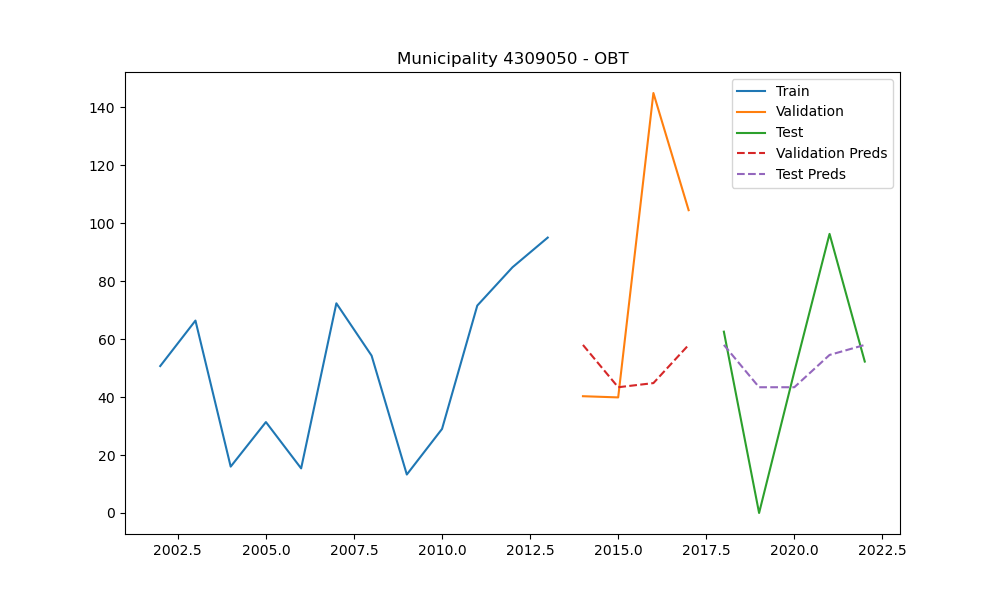 Municipality 4309050 - OBT
Train
Validation
Test
Validation Preds
Test Preds
140
120
100
80
60
40
20
0
2002.5 2005.0 2007.5 2010.0 2012.5 2015.0 2017.5 2020.0 2022.5